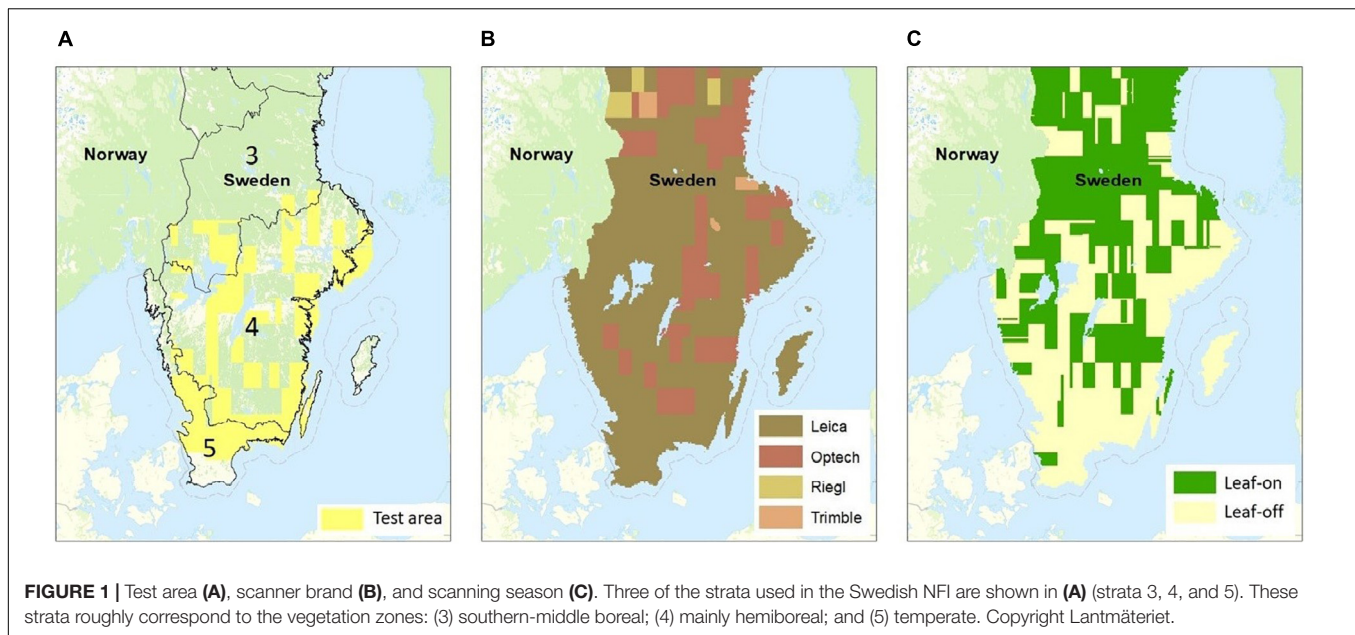 A
B
C
Norway
3
Sweden
4
5
Test area
Sweden
Leica
Optech
Riegl
Trimble
Norway
Sweden
Leaf-on
Leaf-off
FIGURE 1 | Test area (A), scanner brand (B), and scanning season (C). Three of the strata used in the Swedish NFI are shown in (A) (strata 3, 4, and 5). These
strata roughly correspond to the vegetation zones: (3) southern-middle boreal; (4) mainly hemiboreal; and (5) temperate. Copyright Lantmäteriet.